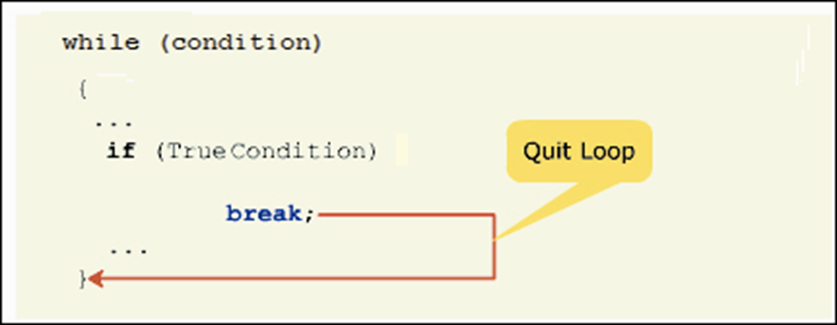 while (condition)
{
...
if (TrueCondition)
Quit Loop
break;
...
}